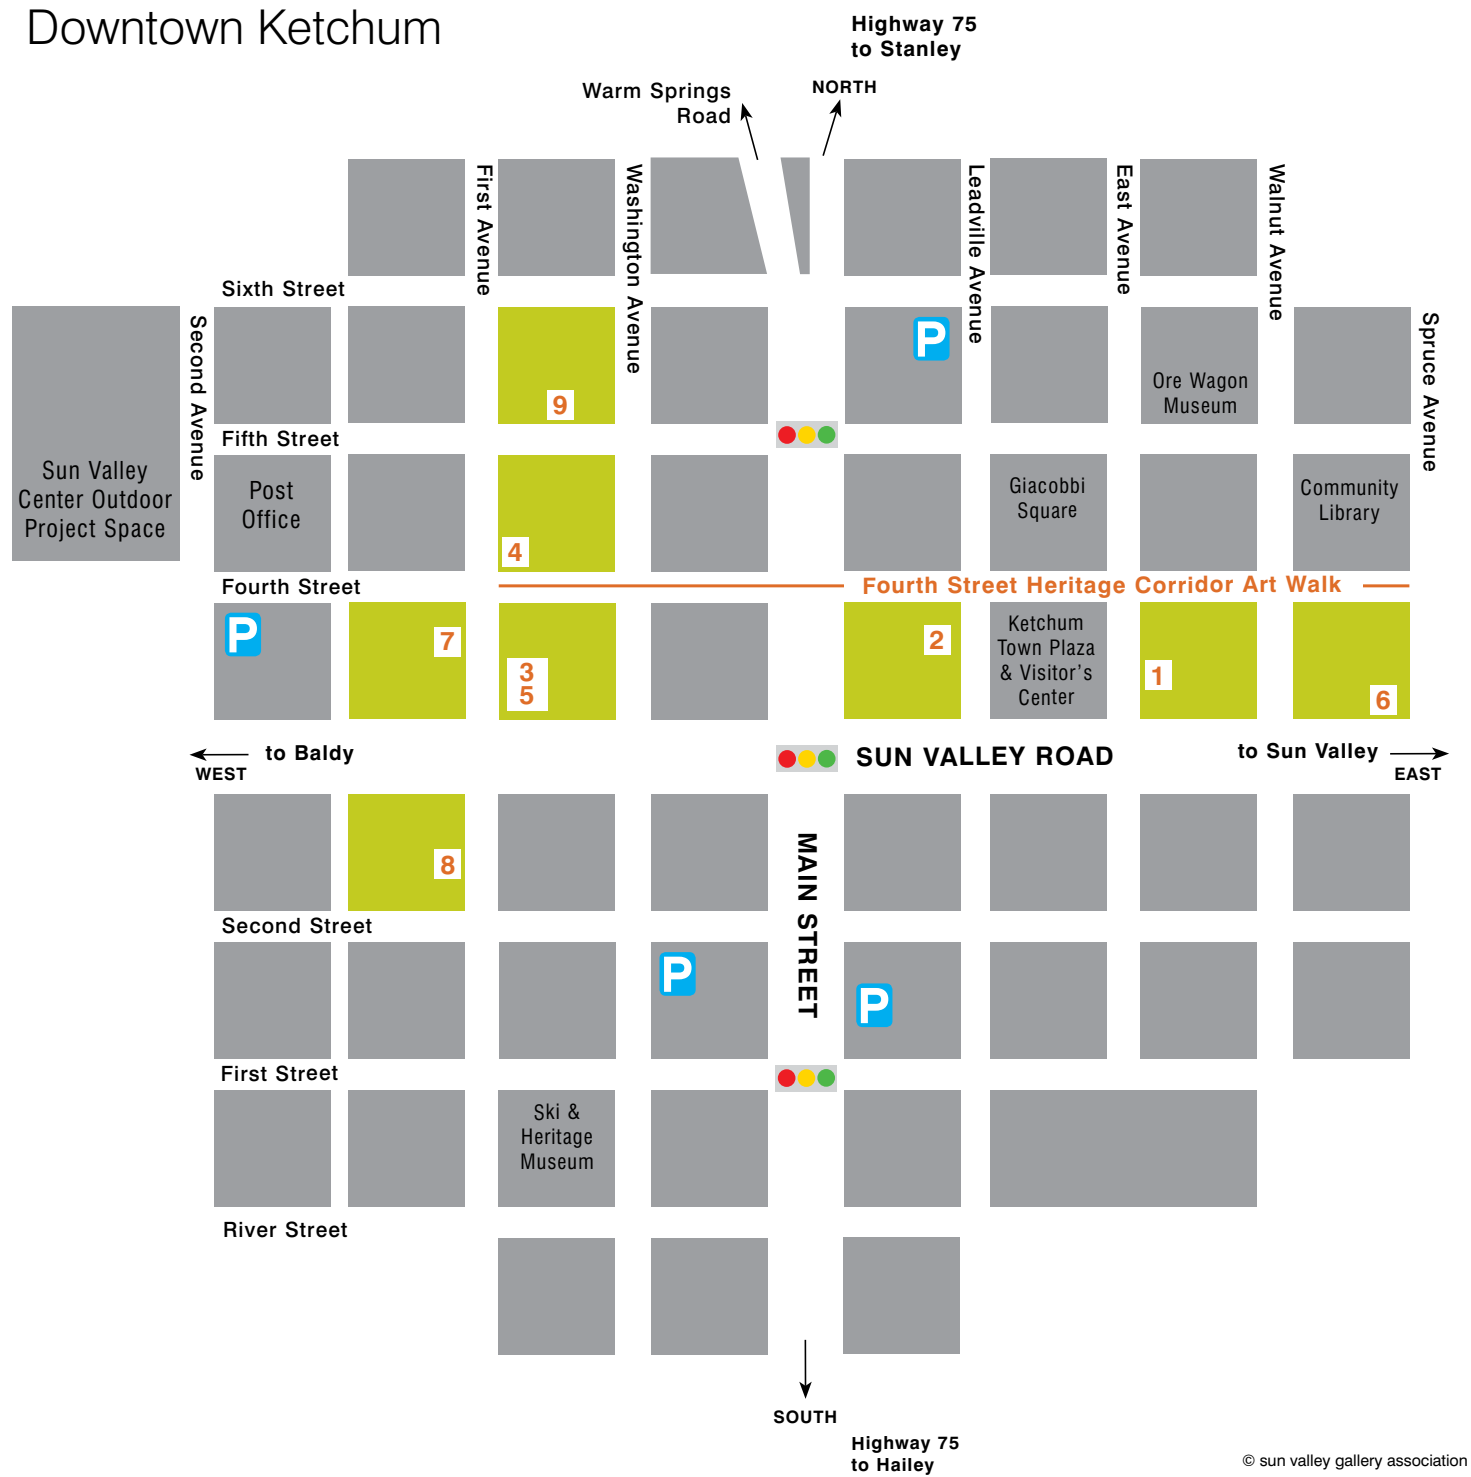 Downtown Ketchum
Highway 75
to Stanley
Warm Springs
Road
NORTH
First Avenue
Washington Avenue
Leadville Avenue
East Avenue
Walnut Avenue
Sixth Street
Second Avenue
Spruce Avenue
P
9
Ore Wagon
Museum
Fifth Street
Sun Valley
Center Outdoor
Project Space
Post
Office
4
Giacobbi
Square
Community
Library
Fourth Street
Fourth Street Heritage Corridor Art Walk
P
7
3
5
2
Ketchum
Town Plaza
& Visitor's
Center
1
6
to Baldy
WEST
SUN VALLEY ROAD
to Sun Valley
EAST
8
MAIN STREET
Second Street
P
P
First Street
Ski &
Heritage
Museum
River Street
SOUTH
Highway 75
to Hailey
© sun valley gallery association